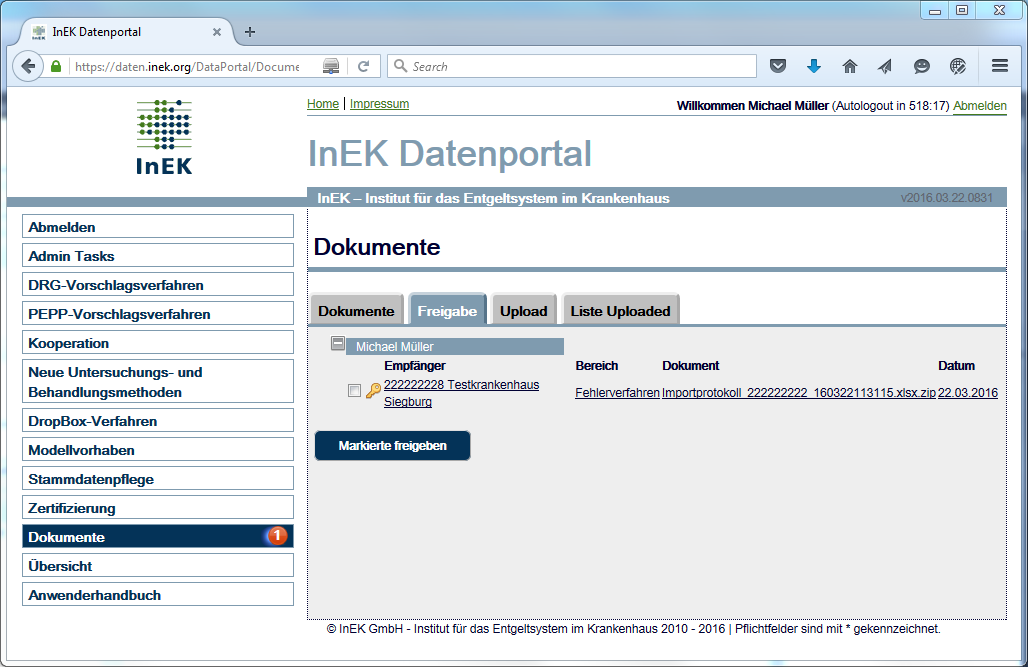 InEK Datenportal
https://daten.inek.org/DataPortal/Docume
Search
InEK
Home | Impressum
Willkommen Michael Müller (Autologout in 518:17) Abmelden
InEK Datenportal
InEK – Institut für das Entgeltsystem im Krankenhaus
v2016.03.22.0831
Abmelden
Admin Tasks
DRG-Vorschlagsverfahren
PEPP-Vorschlagsverfahren
Kooperation
Neue Untersuchungs- und
Behandlungsmethoden
DropBox-Verfahren
Modellvorhaben
Stammdatenpflege
Zertifizierung
Dokumente 1
Übersicht
Anwenderhandbuch
Dokumente
Dokumente Freigabe Upload Liste Uploaded
Michael Müller
Empfänger Bereich Dokument Datum
222222228 Testkrankenhaus
Siegburg
Fehlerverfahren Importprotokoll_222222222_160322113115.xlsx.zip 22.03.2016
Markierte freigeben
© InEK GmbH - Institut für das Entgeltsystem im Krankenhaus 2010 - 2016 | Pflichtfelder sind mit * gekennzeichnet.